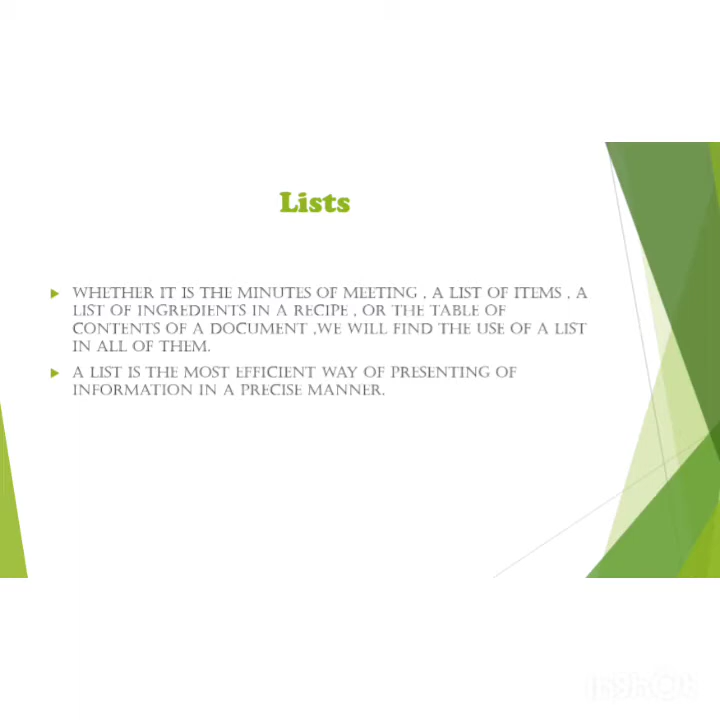 Lists
WHETHER IT IS THE MINUTES OF MEETING , A LIST OF ITEMS , A
LIST OF INGREDIENTS IN A RECIPE , OR THE TABLE OF
CONTENTS OF A DOCUMENT ,WE WILL FIND THE USE OF A LIST
IN ALL OF THEM.
A LIST IS THE MOST EFFICIENT WAY OF PRESENTING OF
INFORMATION IN A PRECISE MANNER.